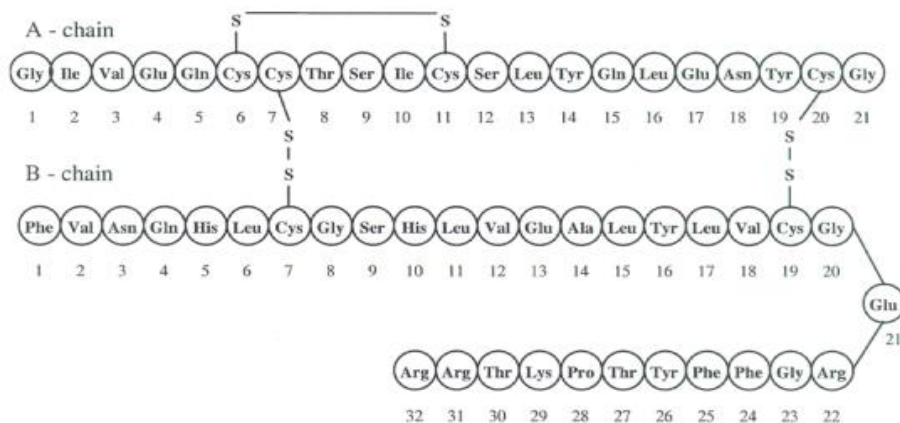 S S
A - chain
Gly Ile Val Glu Gln Cys Cys Thr Ser Ile Cys Ser Leu Tyr Gln Leu Glu Asn Tyr Cys Gly
1 2 3 4 5 6 7 8 9 10 11 12 13 14 15 16 17 18 19 20 21
S S
B - chain
S S
Phe Val Asn Gln His Leu Cys Gly Ser His Leu Val Glu Ala Leu Tyr Leu Val Cys Gly
1 2 3 4 5 6 7 8 9 10 11 12 13 14 15 16 17 18 19 20
Glu
21
Arg Arg Thr Lys Pro Thr Tyr Phe Phe Gly Arg
32 31 30 29 28 27 26 25 24 23 22